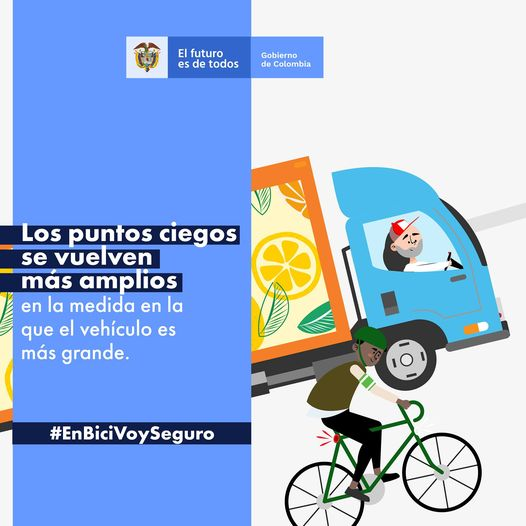 El futuro
es de todos
Gobierno
de Colombia
Los puntos ciegos
se vuelven
más amplios
en la medida en la
que el vehículo es
más grande.
#EnBiciVoySeguro